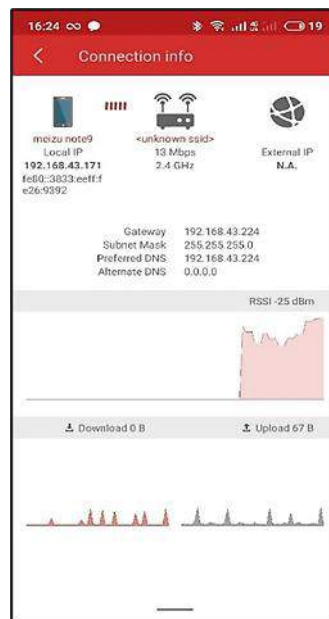 16:24
19
Connection info
meizu note9
Local IP
192.168.43.171
fe80::3833:eeff:f
e26:9392
<unknown ssid>
13 Mbps
2.4 GHz
External IP
N.A.
Gateway 192.168.43.224
Subnet Mask 255.255.255.0
Preferred DNS 192.168.43.224
Alternate DNS 0.0.0.0
RSSI -25 dBm
Download 0 B
Upload 67 B